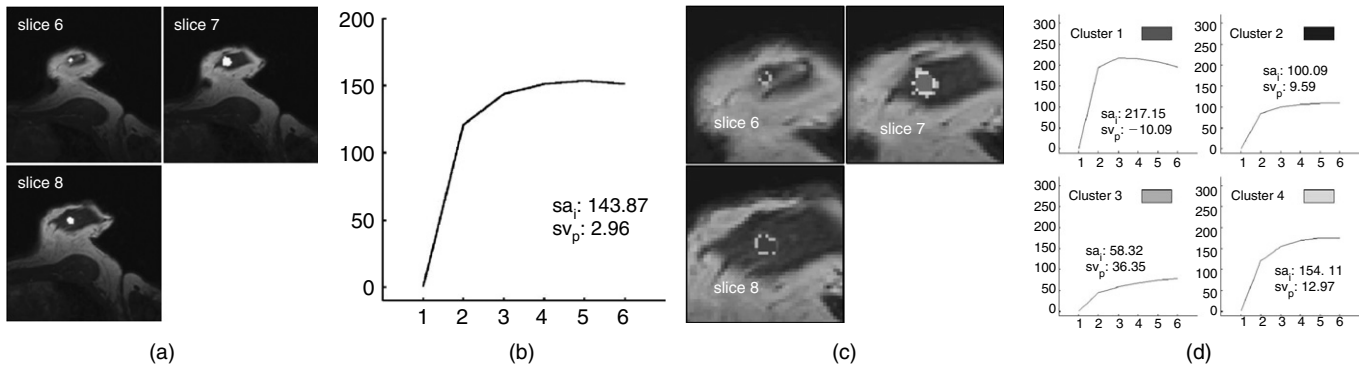 slice 6
slice 7
slice 8
(a)
200
150
100
50
0
1 2 3 4 5 6
sa_i: 143.87
sv_p: 2.96
(b)
slice 6
slice 7
slice 8
(c)
300
250
200
150
100
50
0
Cluster 1
sa_i: 217.15
sv_p: −10.09
1 2 3 4 5 6
300
250
200
150
100
50
0
Cluster 2
sa_i: 100.09
sv_p: 9.59
1 2 3 4 5 6
300
250
200
150
100
50
0
Cluster 3
sa_i: 58.32
sv_p: 36.35
1 2 3 4 5 6
300
250
200
150
100
50
0
Cluster 4
sa_i: 154. 11
sv_p: 12.97
1 2 3 4 5 6
(d)